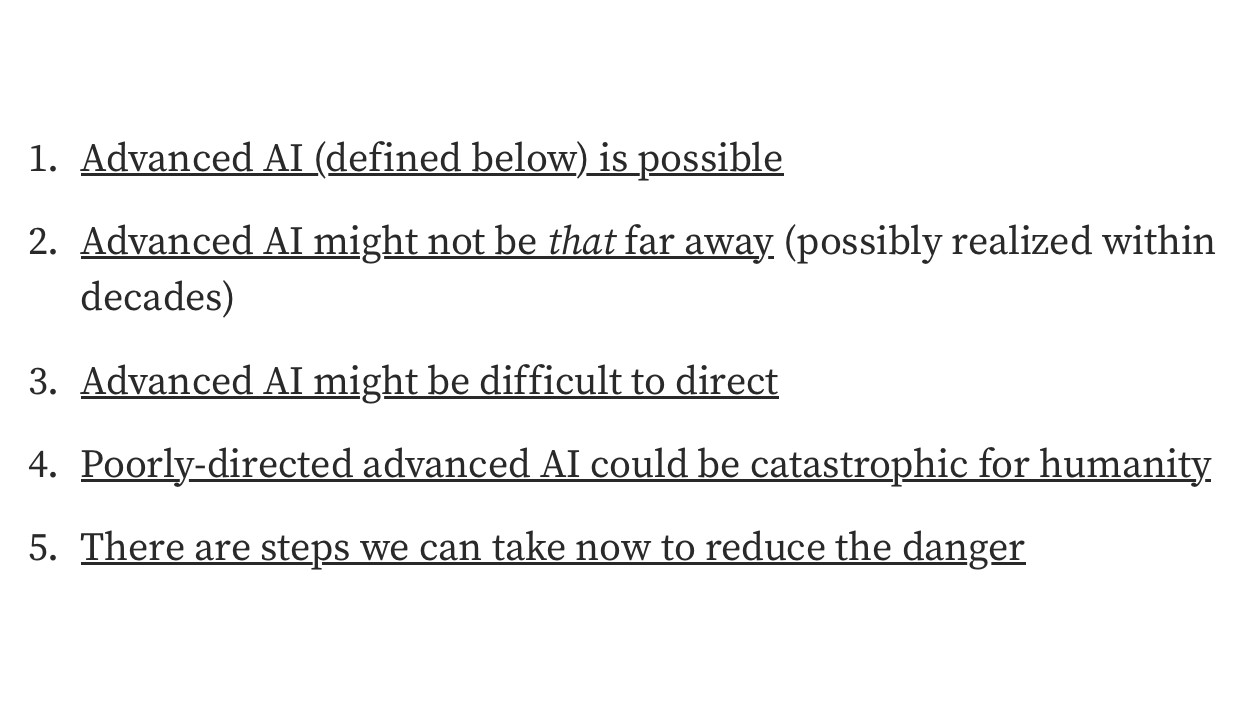 1. Advanced AI (defined below) is possible
2. Advanced AI might not be that far away (possibly realized within
decades)
3. Advanced AI might be difficult to direct
4. Poorly-directed advanced AI could be catastrophic for humanity
5. There are steps we can take now to reduce the danger